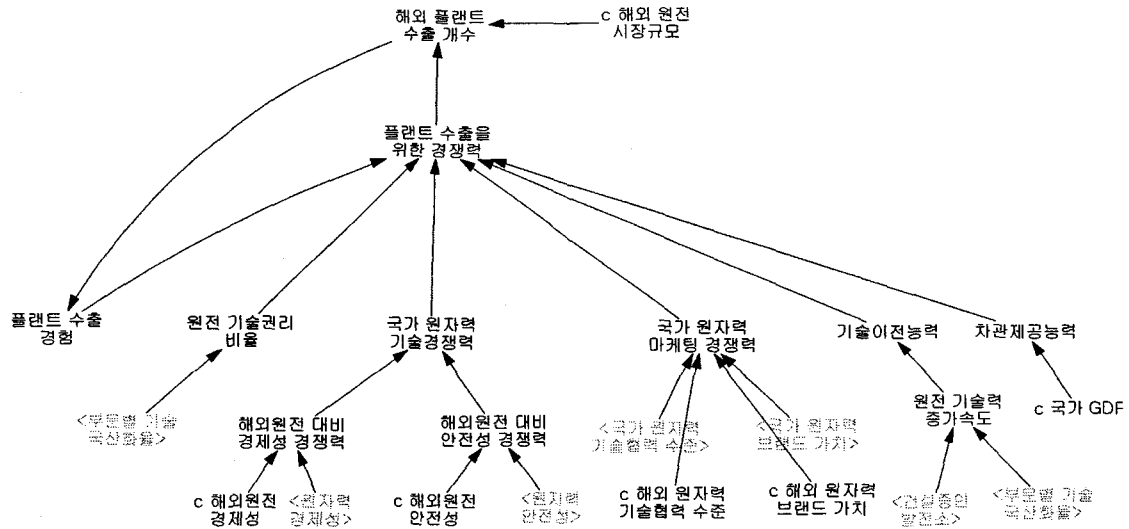 해외 플랜트
수출 개수
c 해외 원전
시장규모
플랜트 수출을
위한 경쟁력
플랜트 수출
경험
원전 기술권리
비율
국가 원자력
기술경쟁력
국가 원자력
마케팅 경쟁력
기술이전능력
차관제공능력
<부문별 기술
국산화율>
해외원전 대비
경제성 경쟁력
해외원전 대비
안전성 경쟁력
<국가 원자력
기술협력 수준>
<국가 원자력
브랜드 가치>
원전 기술력
증가속도
c 국가 GDF
c 해외원전
경제성
<원자력
경제성>
c 해외원전
안전성
<원자력
안전성>
c 해외 원자력
기술협력 수준
c 해외 원자력
브랜드 가치
<건설중인
발전소>
<부문별 기술
국산화율>